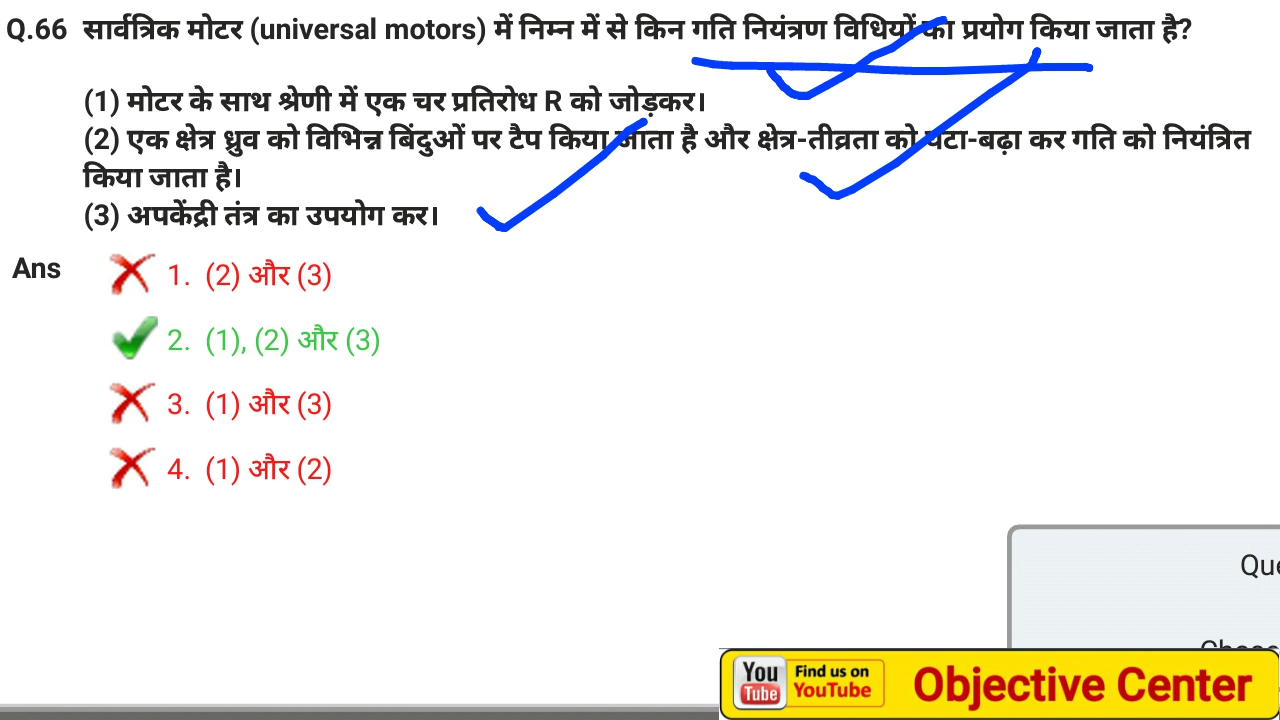 Q.66 सार्वत्रिक मोटर (universal motors) में निम्न में से किन गति नियंत्रण विधियों का प्रयोग किया जाता है?
(1) मोटर के साथ श्रेणी में एक चर प्रतिरोध R को जोड़कर।
(2) एक क्षेत्र ध्रुव को विभिन्न बिंदुओं पर टैप किया जाता है और क्षेत्र-तीव्रता को घटा-बढ़ा कर गति को नियंत्रित
किया जाता है।
(3) अपकेंद्री तंत्र का उपयोग कर।
Ans 1. (2) और (3)
2. (1), (2) और (3)
3. (1) और (3)
4. (1) और (2)
You Tube Find us on YouTube Objective Center